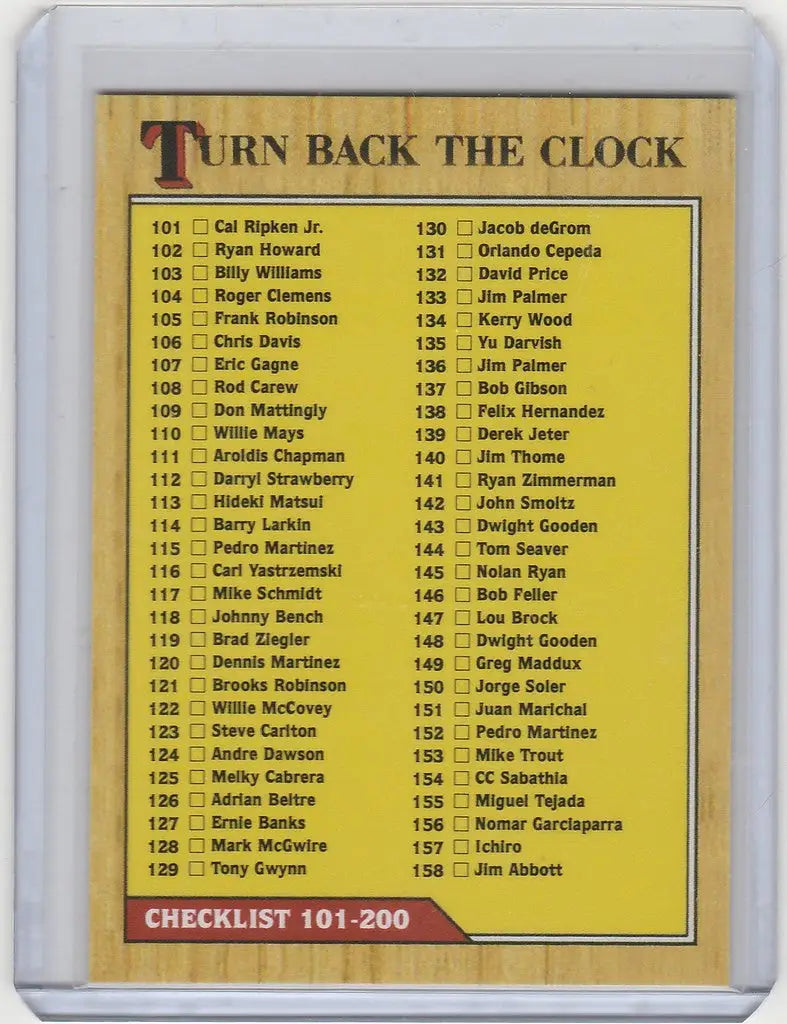 TURN BACK THE CLOCK
101 Cal Ripken Jr.
102 Ryan Howard
103 Billy Williams
104 Roger Clemens
105 Frank Robinson
106 Chris Davis
107 Eric Gagne
108 Rod Carew
109 Don Mattingly
110 Willie Mays
111 Aroldis Chapman
112 Darryl Strawberry
113 Hideki Matsui
114 Barry Larkin
115 Pedro Martinez
116 Carl Yastrzemski
117 Mike Schmidt
118 Johnny Bench
119 Brad Ziegler
120 Dennis Martinez
121 Brooks Robinson
122 Willie McCovey
123 Steve Carlton
124 Andre Dawson
125 Melky Cabrera
126 Adrian Beltre
127 Ernie Banks
128 Mark McGwire
129 Tony Gwynn
130 Jacob deGrom
131 Orlando Cepeda
132 David Price
133 Jim Palmer
134 Kerry Wood
135 Yu Darvish
136 Jim Palmer
137 Bob Gibson
138 Felix Hernandez
139 Derek Jeter
140 Jim Thome
141 Ryan Zimmerman
142 John Smoltz
143 Dwight Gooden
144 Tom Seaver
145 Nolan Ryan
146 Bob Feller
147 Lou Brock
148 Dwight Gooden
149 Greg Maddux
150 Jorge Soler
151 Juan Marichal
152 Pedro Martinez
153 Mike Trout
154 CC Sabathia
155 Miguel Tejada
156 Nomar Garciaparra
157 Ichiro
158 Jim Abbott
CHECKLIST 101-200